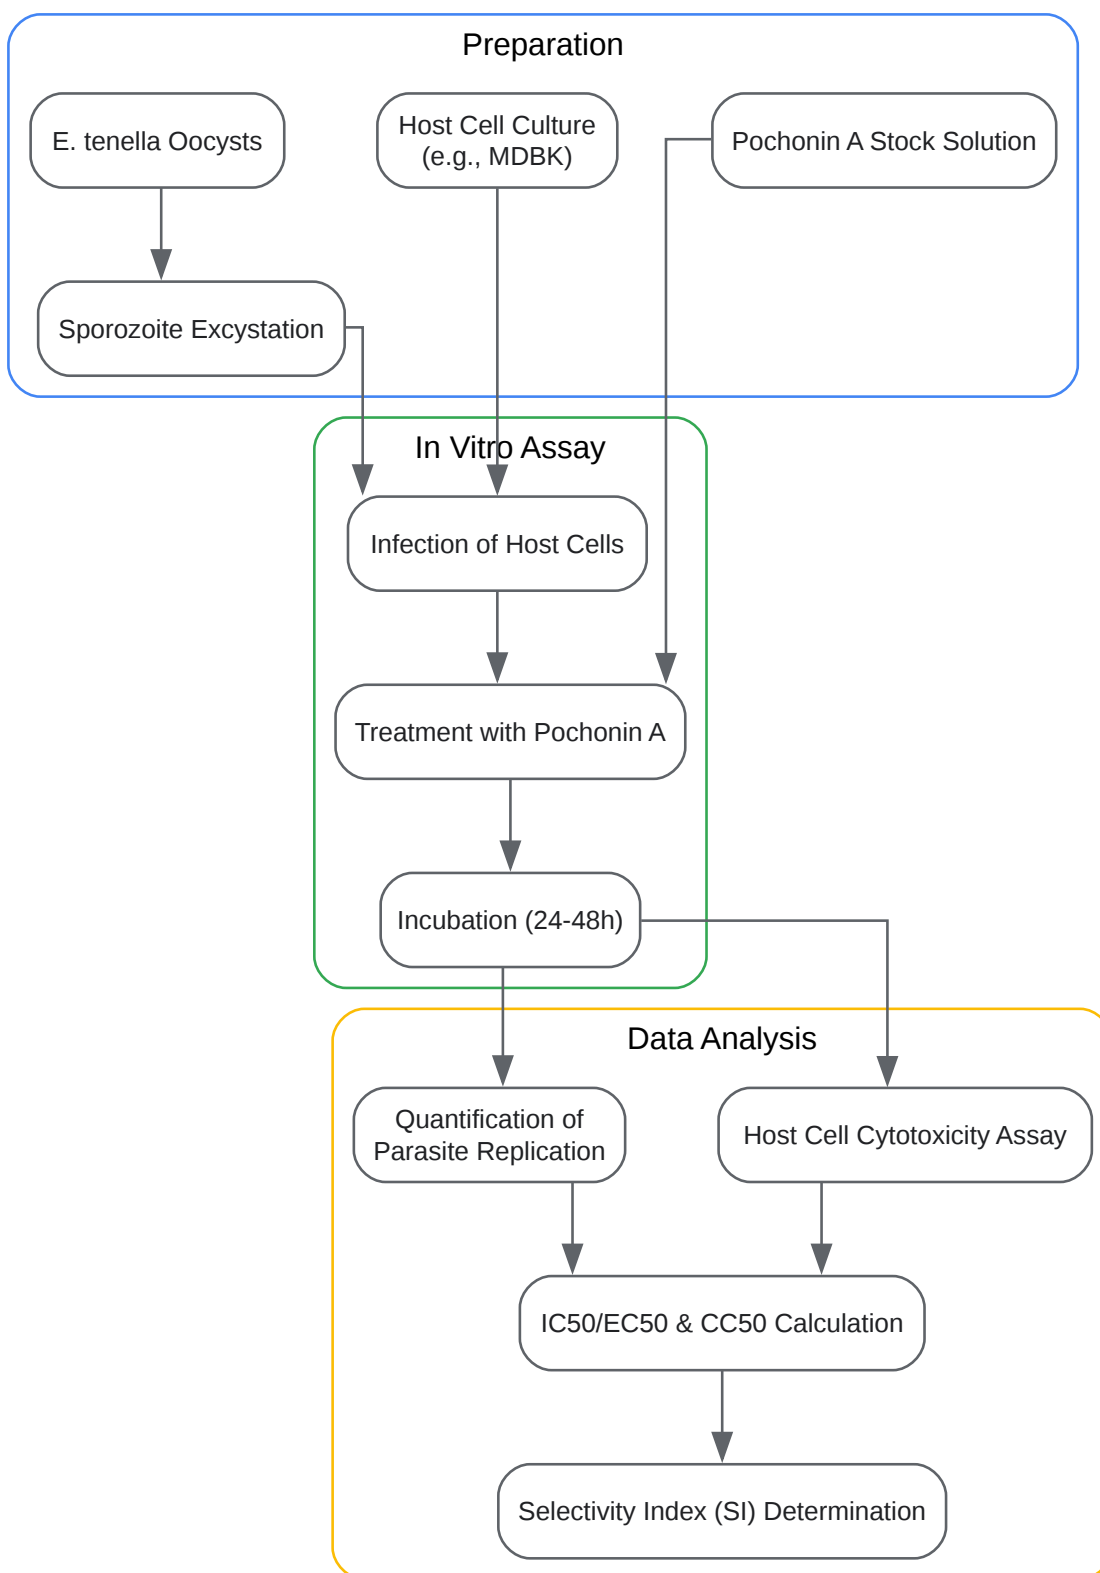 Preparation
E. tenella Oocysts
Host Cell Culture
(e.g., MDBK)
Pochonin A Stock Solution
Sporozoite Excystation
In Vitro Assay
Infection of Host Cells
Treatment with Pochonin A
Incubation (24-48h)
Data Analysis
Quantification of
Parasite Replication
Host Cell Cytotoxicity Assay
IC50/EC50 & CC50 Calculation
Selectivity Index (SI) Determination